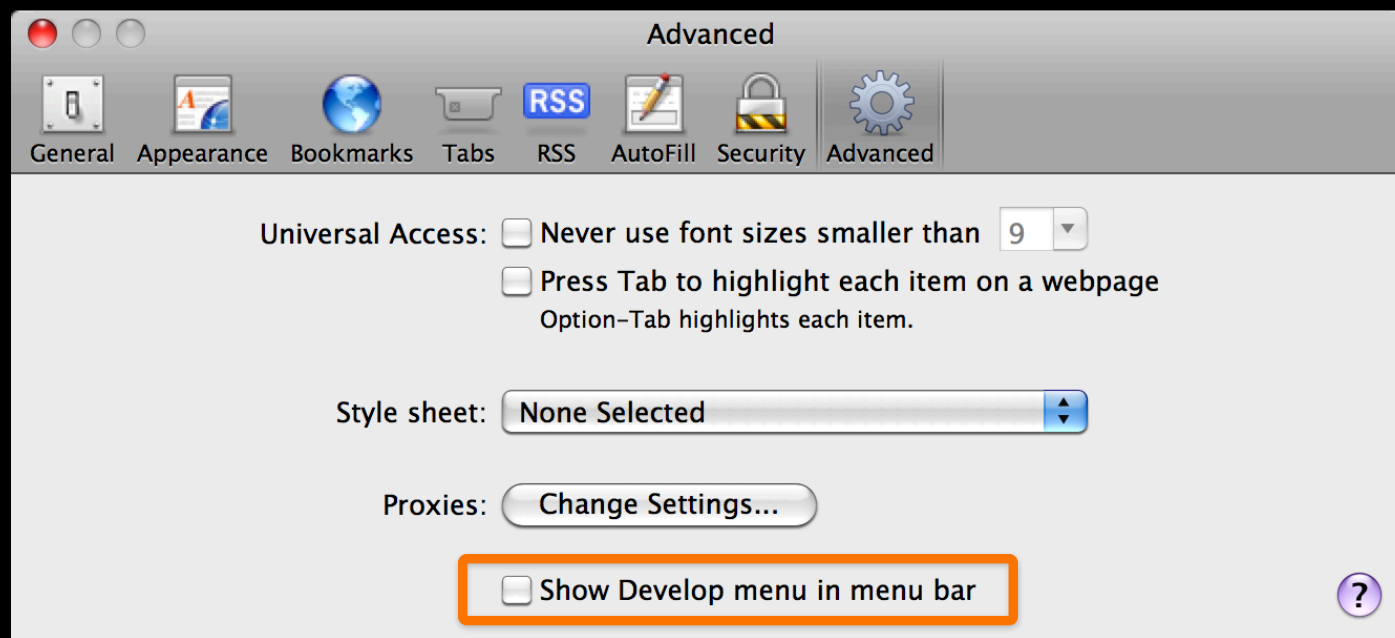 Advanced
General Appearance Bookmarks Tabs RSS RSS AutoFill Security Advanced
Universal Access: Never use font sizes smaller than 9
Press Tab to highlight each item on a webpage
Option-Tab highlights each item.
Style sheet: None Selected
Proxies: Change Settings...
Show Develop menu in menu bar ?